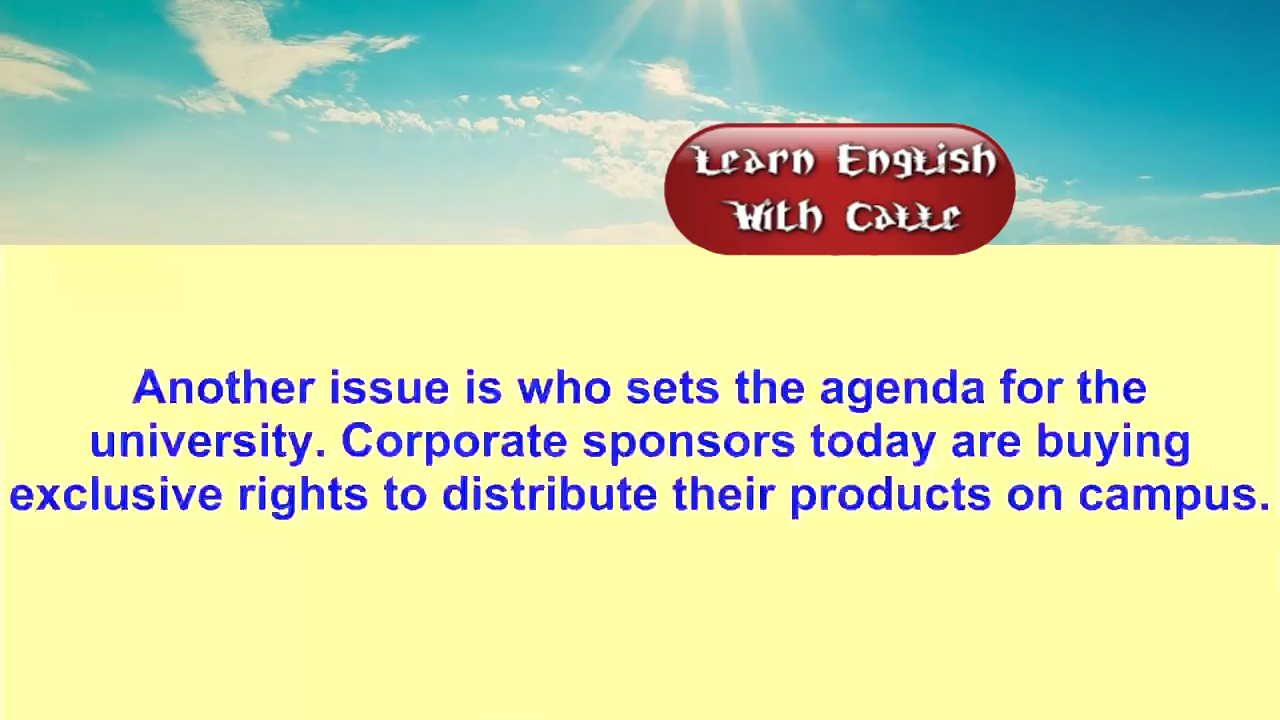 Learn English
With Catte
Another issue is who sets the agenda for the
university. Corporate sponsors today are buying
exclusive rights to distribute their products on campus.